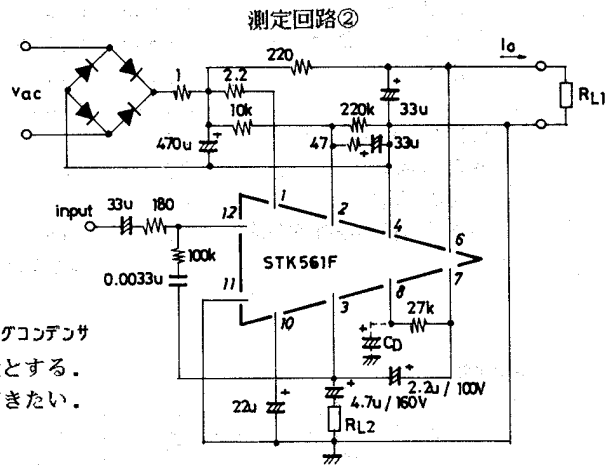 測定回路②
220
Io
1
2.2
Vac
+
RL1
10k
220k
33u
470u
+
47
+
33u
input
33u
180
12
1
2
4
6
100k
STK561F
7
0.0033u
11
10
3
8
27k
グコンデンサ
+
CD
とする.
+
+
+
2.2u/100V
きたい.
22u
4.7u/160V
RL2